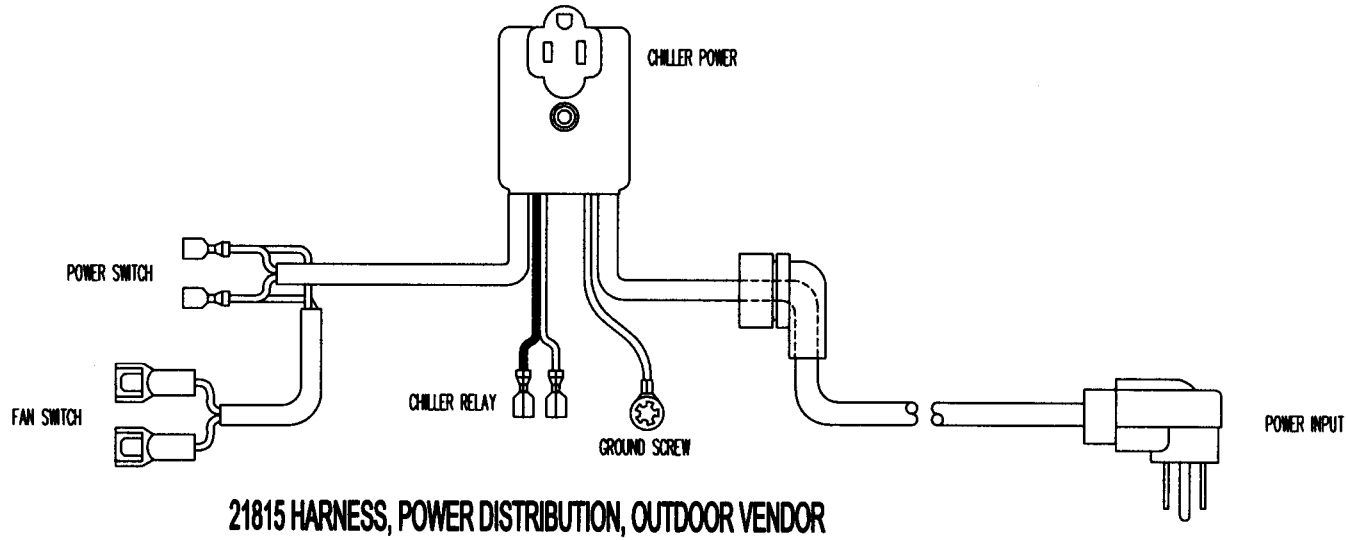 CHILLER POWER
POWER SWITCH
CHILLER RELAY
FAN SWITCH
GROUND SCREW
POWER INPUT
21815 HARNESS, POWER DISTRIBUTION, OUTDOOR VENDOR